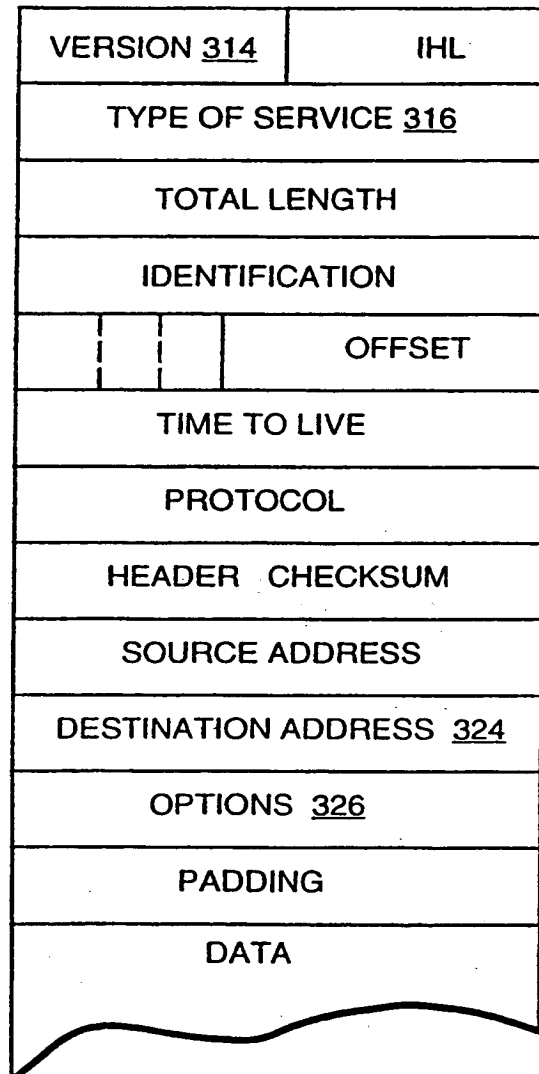 VERSION 314 IHL
TYPE OF SERVICE 316
TOTAL LENGTH
IDENTIFICATION
OFFSET
TIME TO LIVE
PROTOCOL
HEADER CHECKSUM
SOURCE ADDRESS
DESTINATION ADDRESS 324
OPTIONS 326
PADDING
DATA